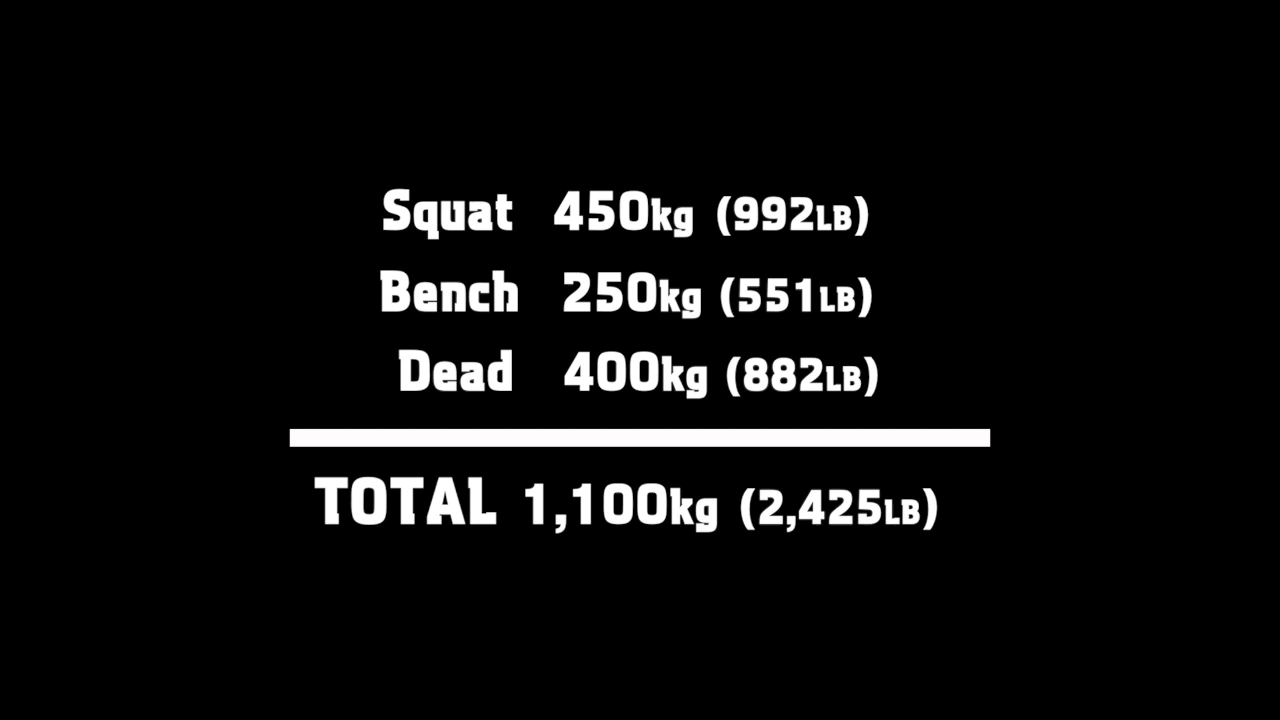 Squat 450kg (992LB)
Bench 250kg (551LB)
Dead 400kg (882LB)
TOTAL 1,100kg (2,425LB)